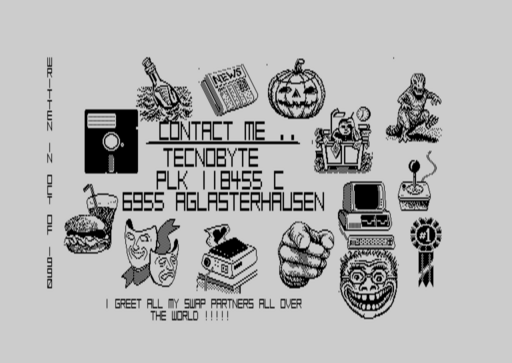 NEWS
CONTACT ME ..
TECNOBYTE
PLK 118455 C
6955 AGLASTERHAUSEN
#1
I GREET ALL MY SWAP PARTNERS ALL OVER
THE WORLD !!!!!
WRITTEN IN OCT OF